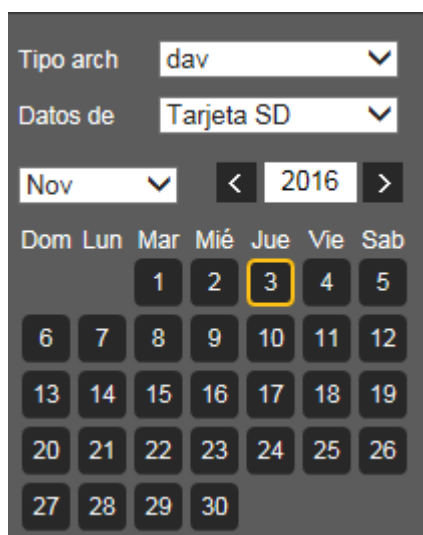 Tipo arch dav
Datos de Tarjeta SD
Nov < 2016 >
Dom Lun Mar Mié Jue Vie Sab
1 2 3 4 5
6 7 8 9 10 11 12
13 14 15 16 17 18 19
20 21 22 23 24 25 26
27 28 29 30